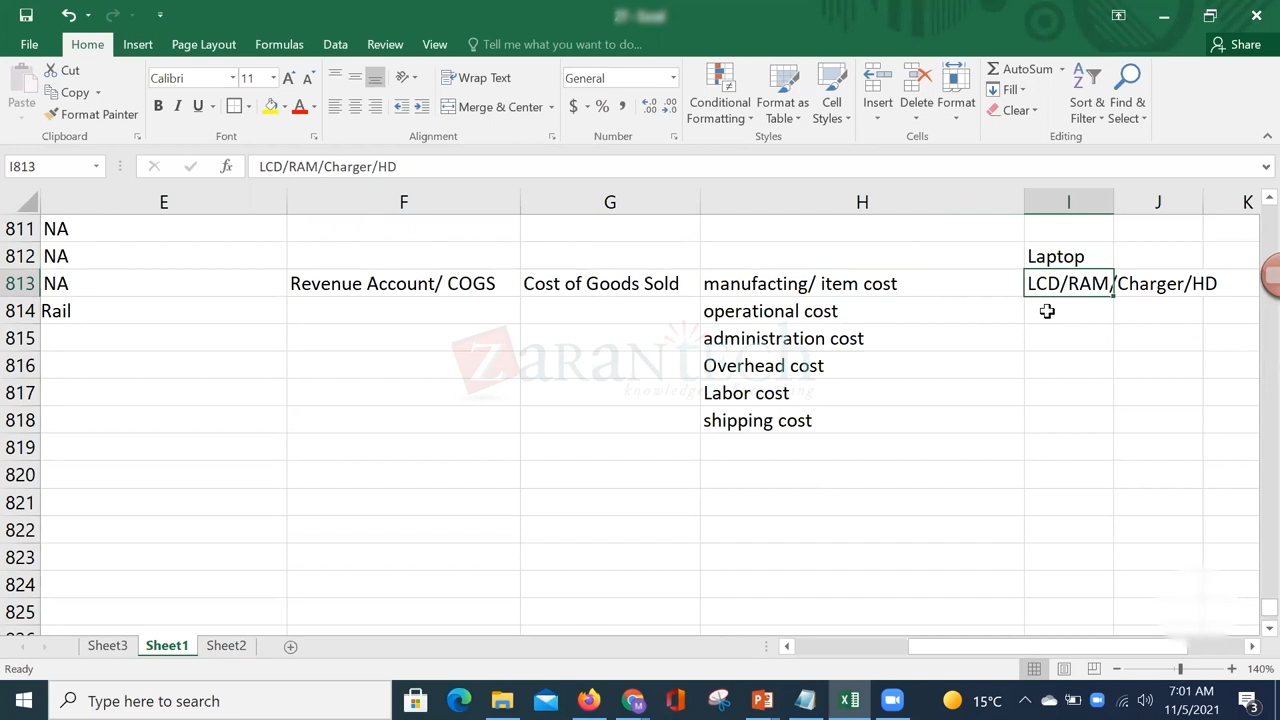 File Home Insert Page Layout Formulas Data Review View Tell me what you want to do... Share
Paste Cut Copy Format Painter
Calibri 11
B I U A
Wrap Text
Merge & Center
General
$ % ,
Conditional Formatting Format as Table Cell Styles
Insert Delete Format
AutoSum Fill Clear
Sort & Filter Find & Select
Clipboard Font Alignment Number Styles Cells Editing
I813 fx LCD/RAM/Charger/HD
E F G H I J K
811 NA
812 NA Laptop
813 NA Revenue Account/ COGS Cost of Goods Sold manufacting/ item cost LCD/RAM/Charger/HD
814 Rail operational cost
815 administration cost
816 Overhead cost
817 Labor cost
818 shipping cost
819
820
821
822
823
824
825
ZaranTech
Sheet3 Sheet1 Sheet2
Ready 140%
Type here to search 15°C 7:01 AM
11/5/2021 3